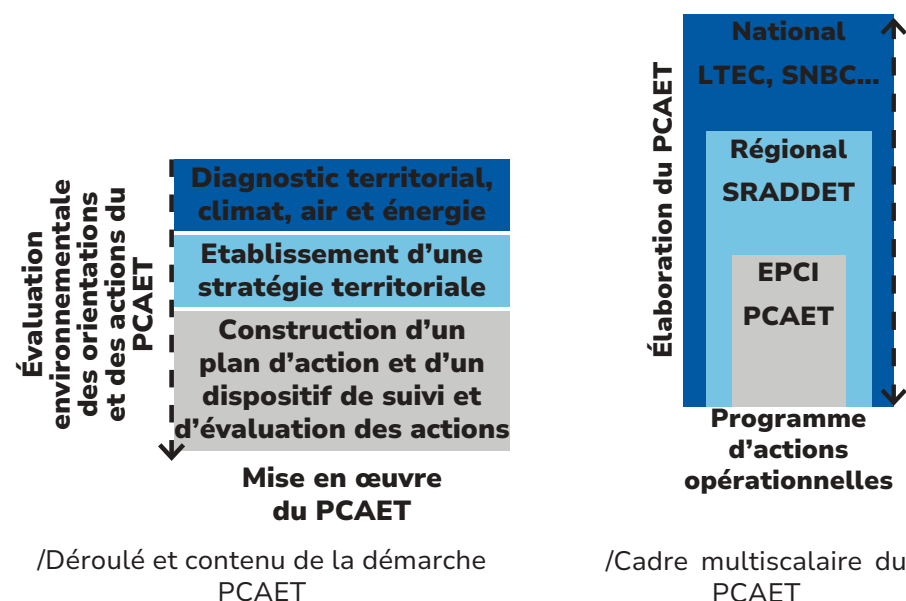 Évaluation
environnementale
des orientations
et des actions du
PCAET
Diagnostic territorial,
climat, air et énergie
Etablissement d’une
stratégie territoriale
Construction d’un
plan d’action et d’un
dispositif de suivi et
d’évaluation des actions
Mise en œuvre
du PCAET
/Déroulé et contenu de la démarche
PCAET
Élaboration du PCAET
National
LTEC, SNBC...
Régional
SRADDET
EPCI
PCAET
Programme
d’actions
opérationnelles
/Cadre multiscalaire du
PCAET